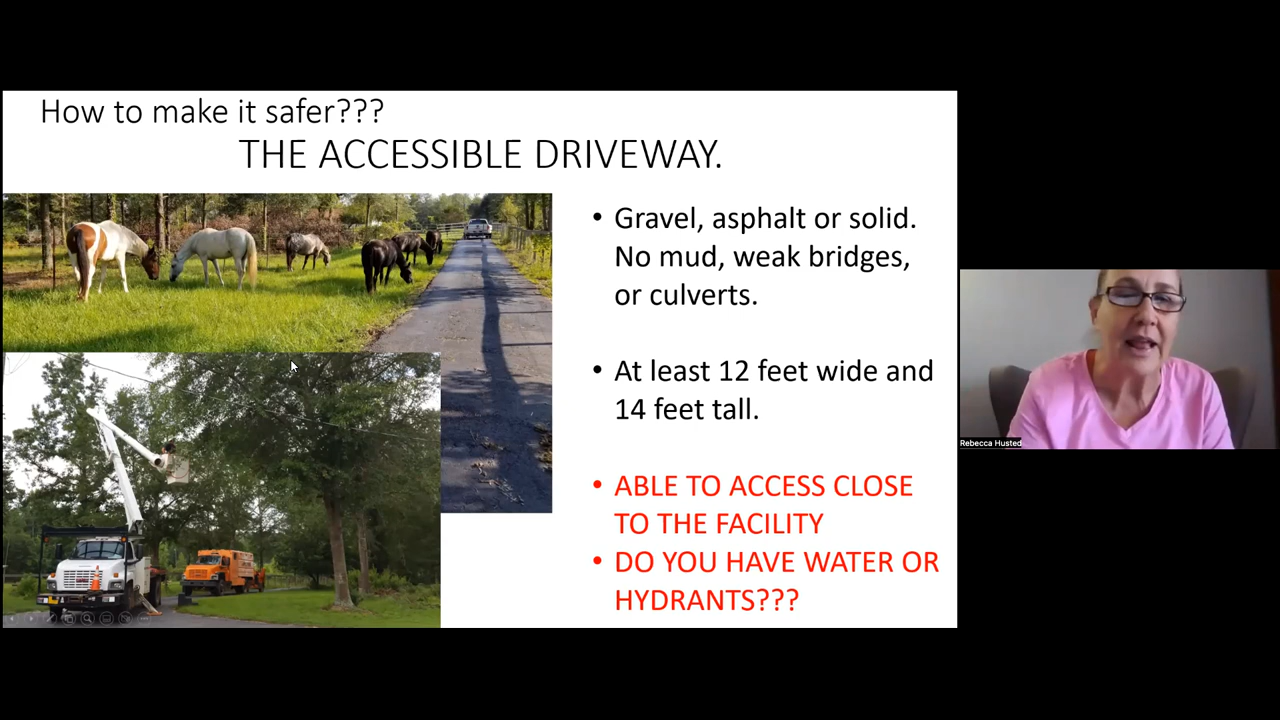 How to make it safer???
THE ACCESSIBLE DRIVEWAY.
• Gravel, asphalt or solid.
No mud, weak bridges,
or culverts.
• At least 12 feet wide and
14 feet tall.
• ABLE TO ACCESS CLOSE
TO THE FACILITY
• DO YOU HAVE WATER OR
HYDRANTS???
Rebecca Husted